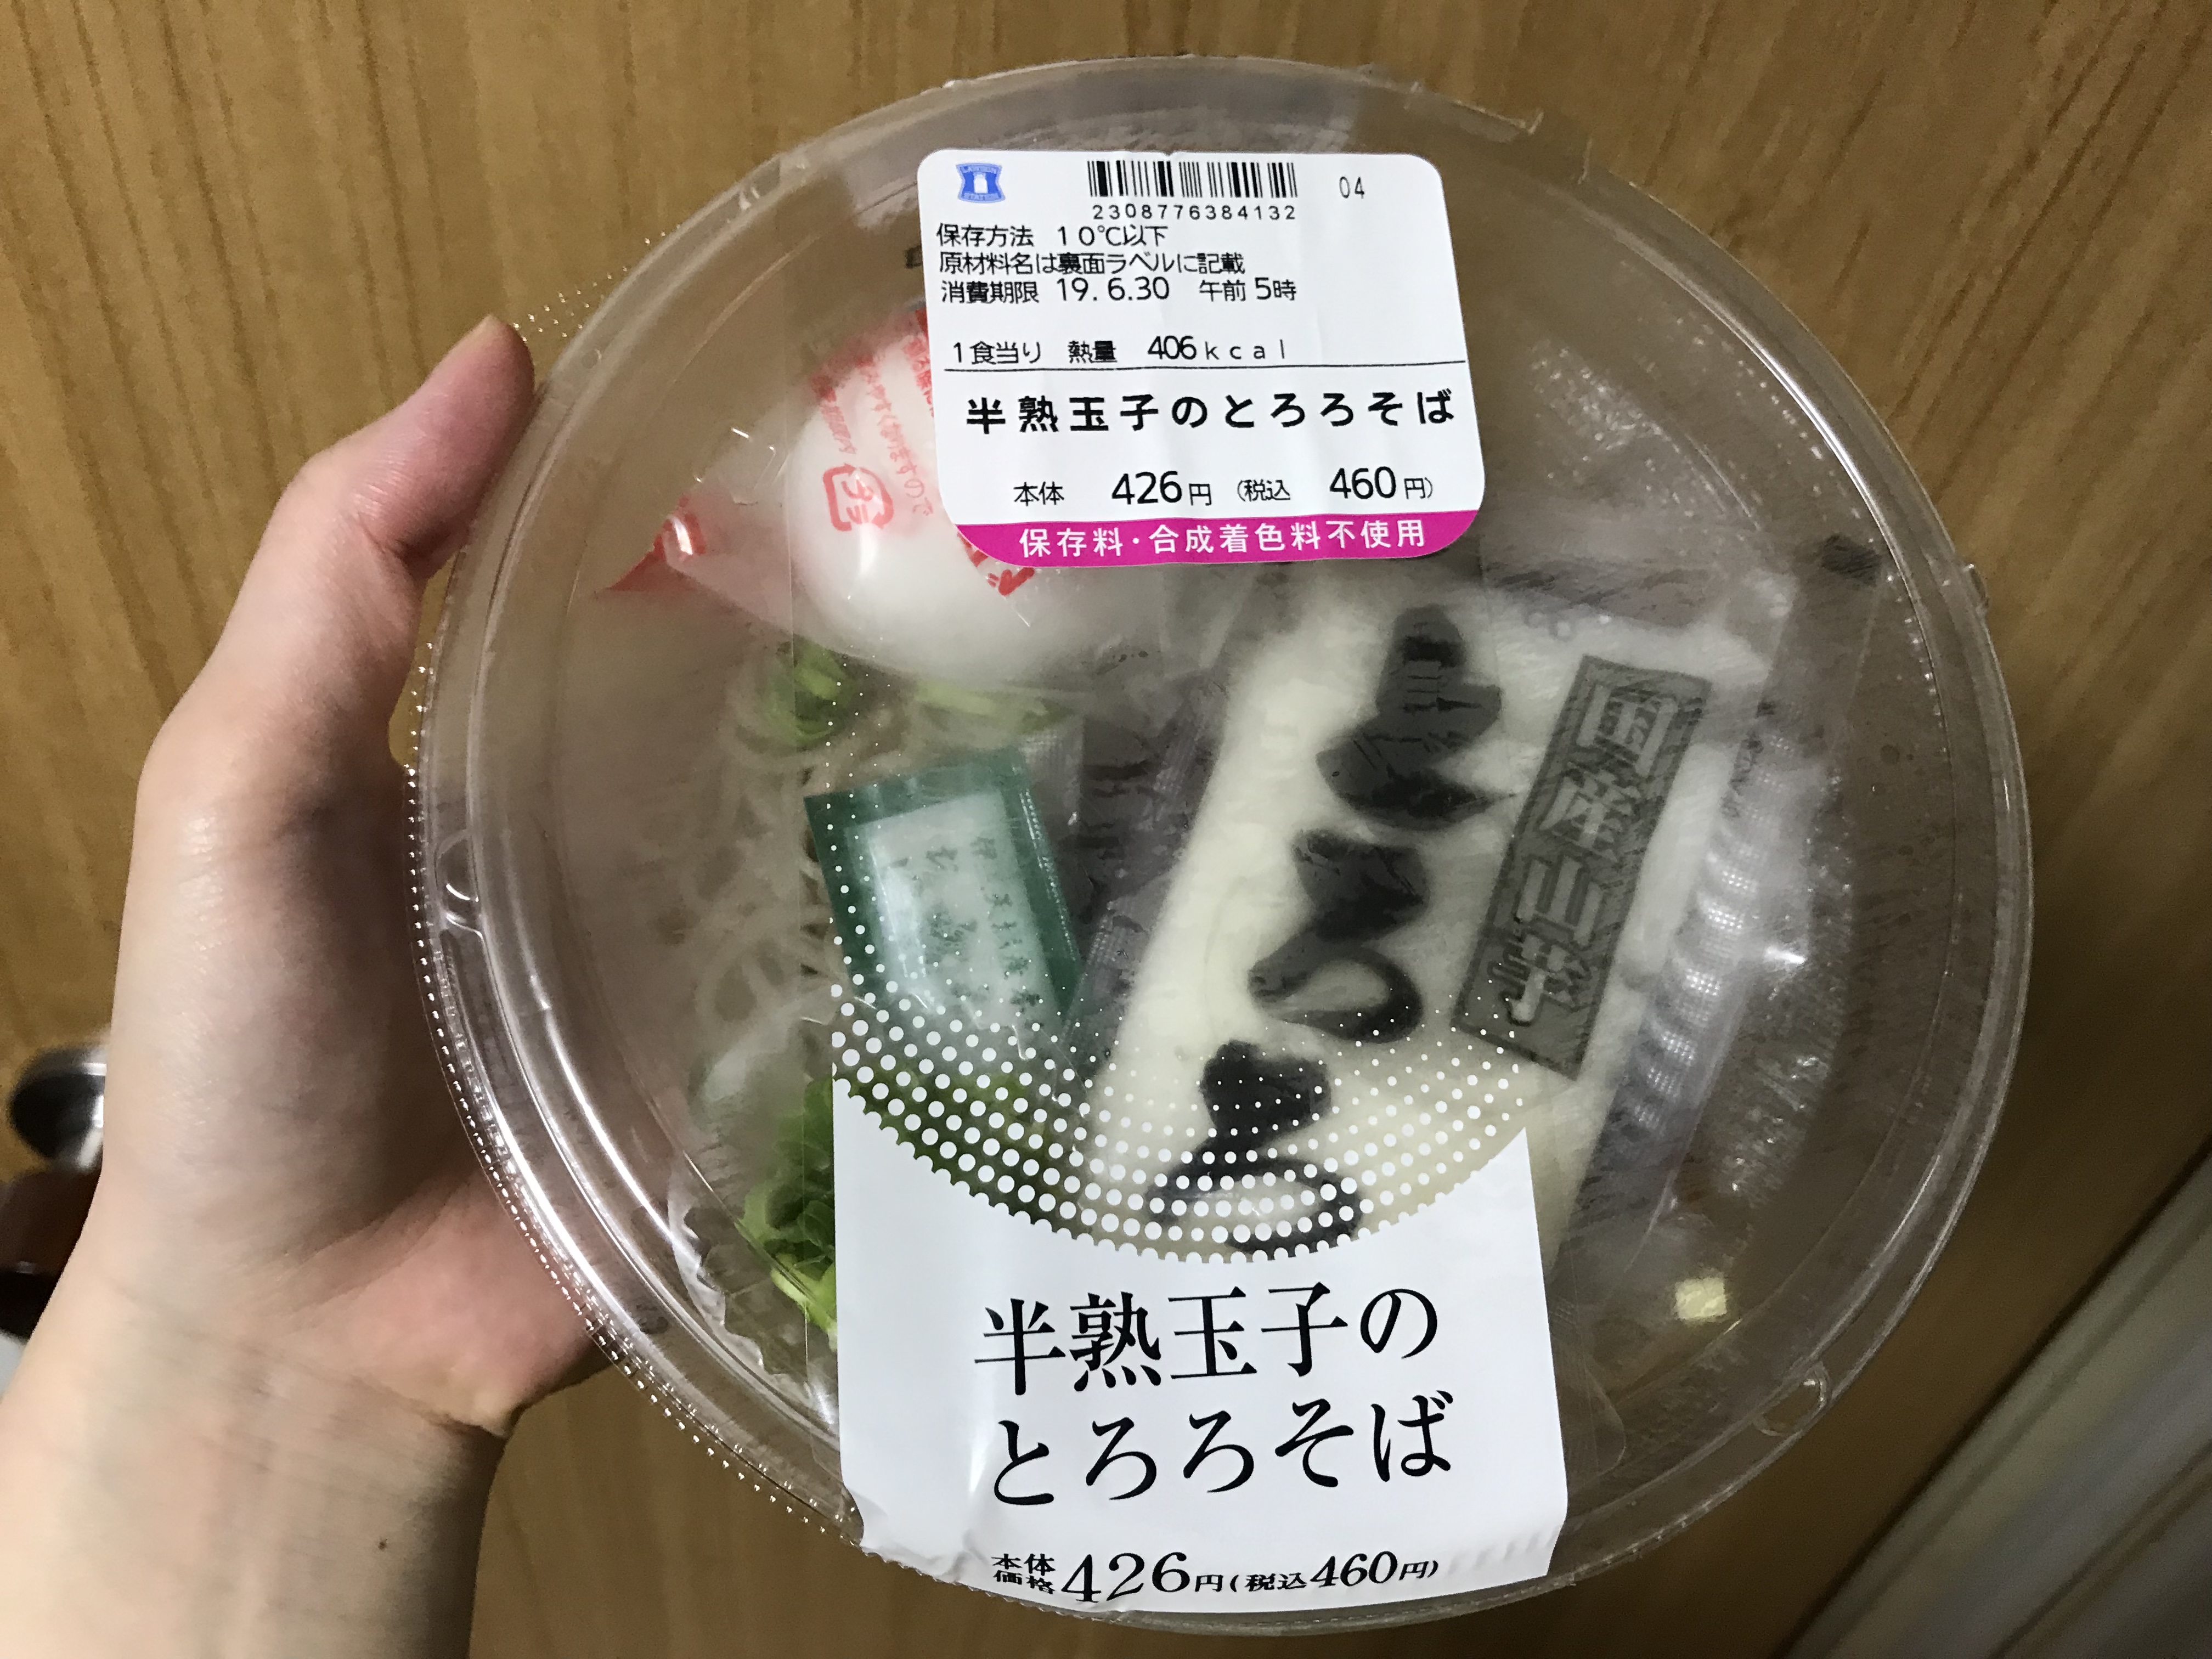 LAWSON
STATION
2308776384132
04
保存方法 10℃以下
原材料名は裏面ラベルに記載
消費期限 19.6.30 午前5時
1食当り 熱量 406kcal
半熟玉子のとろろそば
本体 426円 (税込 460円)
保存料・合成着色料不使用
とろろ
国産山芋
半熟玉子の
とろろそば
本体
価格 426円(税込460円)